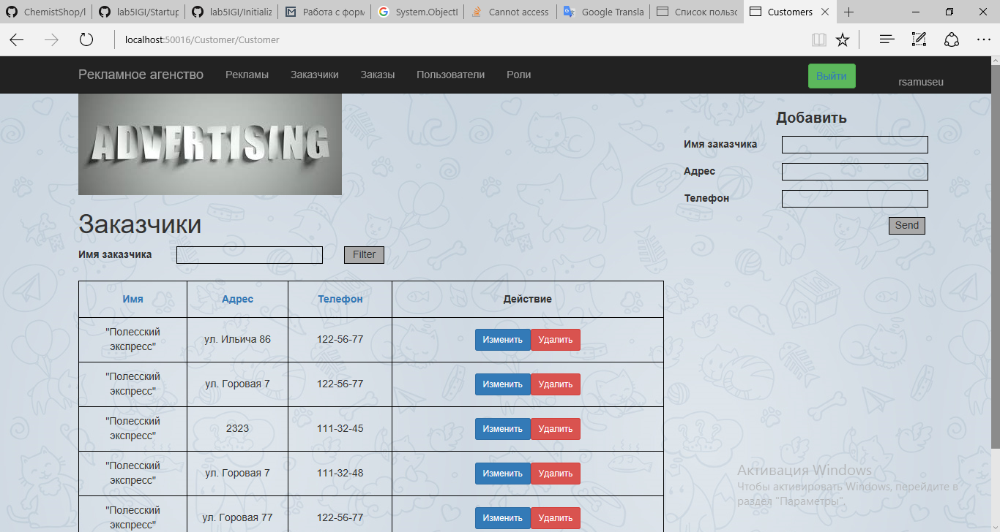 ChemistShop/l
lab5IGI/Startup
lab5IGI/Initializ
Работа с форм
System.ObjectI
Cannot access
Google Transla
Список пользо
Customers
localhost:50016/Customer/Customer
Рекламное агенство
Рекламы
Заказчики
Заказы
Пользователи
Роли
Выйти
rsamuseu
ADVERTISING
Добавить
Имя заказчика
Адрес
Телефон
Send
Заказчики
Имя заказчика
Filter
Имя Адрес Телефон Действие
"Полесский
экспресс"
ул. Ильича 86
122-56-77
Изменить Удалить
"Полесский
экспресс"
ул. Горовая 7
122-56-77
Изменить Удалить
"Полесский
экспресс"
2323
111-32-45
Изменить Удалить
"Полесский
экспресс"
ул. Горовая 7
111-32-48
Изменить Удалить
"Полесский
экспресс"
ул. Горовая 77
122-56-77
Изменить Удалить
Активация Windows
Чтобы активировать Windows, перейдите в
раздел "Параметры".